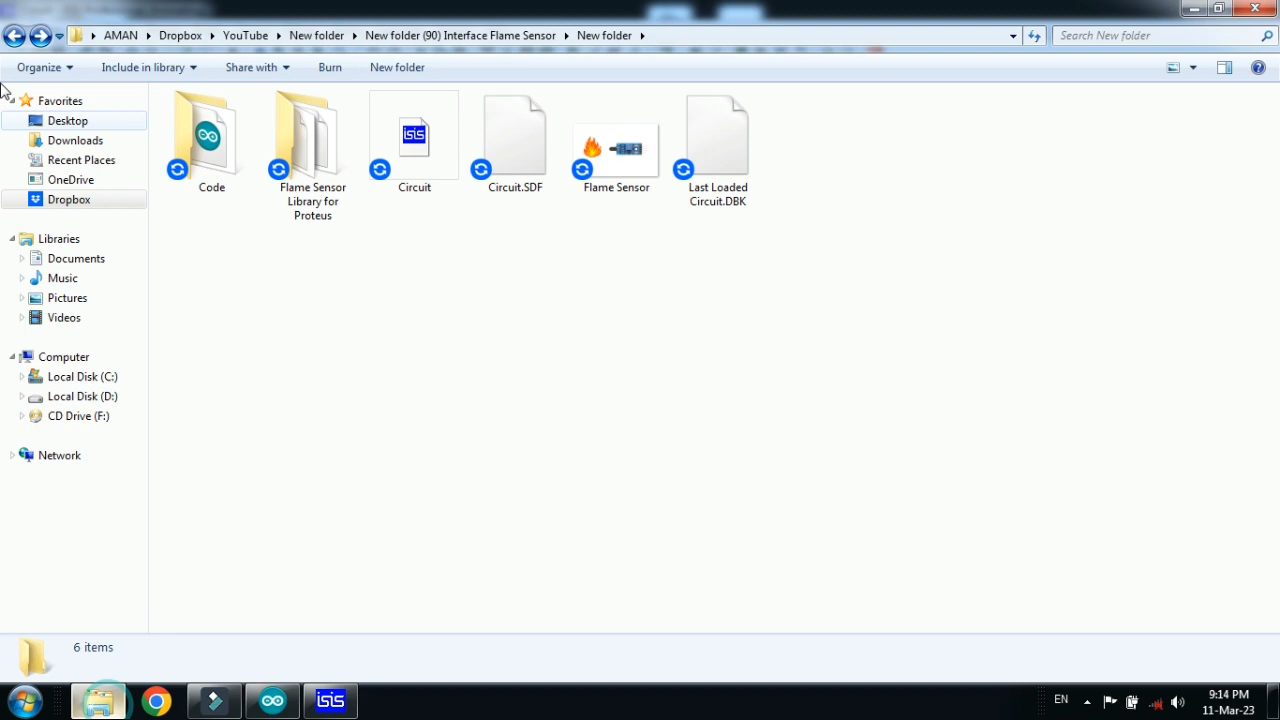 AMAN Dropbox YouTube New folder New folder (90) Interface Flame Sensor New folder Search New folder
Organize Include in library Share with Burn New folder
Favorites
Desktop
Downloads
Recent Places
OneDrive
Dropbox
Libraries
Documents
Music
Pictures
Videos
Computer
Local Disk (C:)
Local Disk (D:)
CD Drive (F:)
Network
isis
Code
Flame Sensor
Library for
Proteus
Circuit
Circuit.SDF
Flame Sensor
Last Loaded
Circuit.DBK
6 items
isis
EN
9:14 PM
11-Mar-23